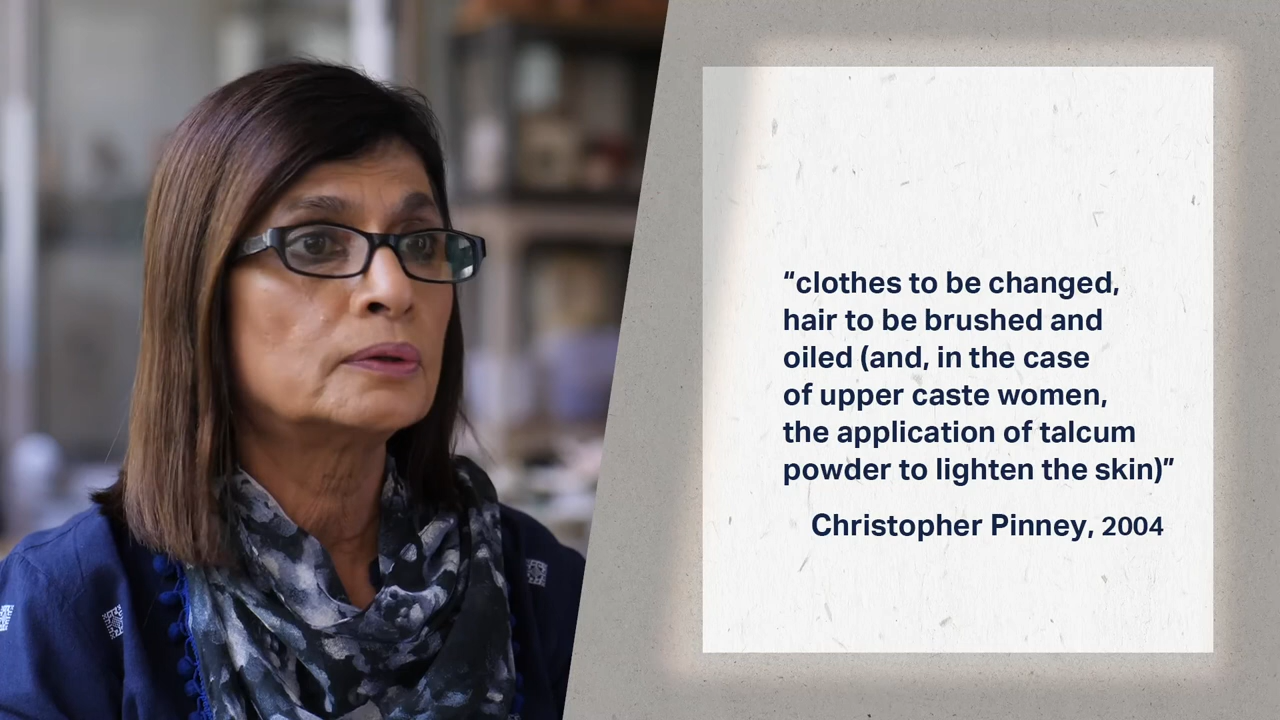 “clothes to be changed,
hair to be brushed and
oiled (and, in the case
of upper caste women,
the application of talcum
powder to lighten the skin)”
Christopher Pinney, 2004